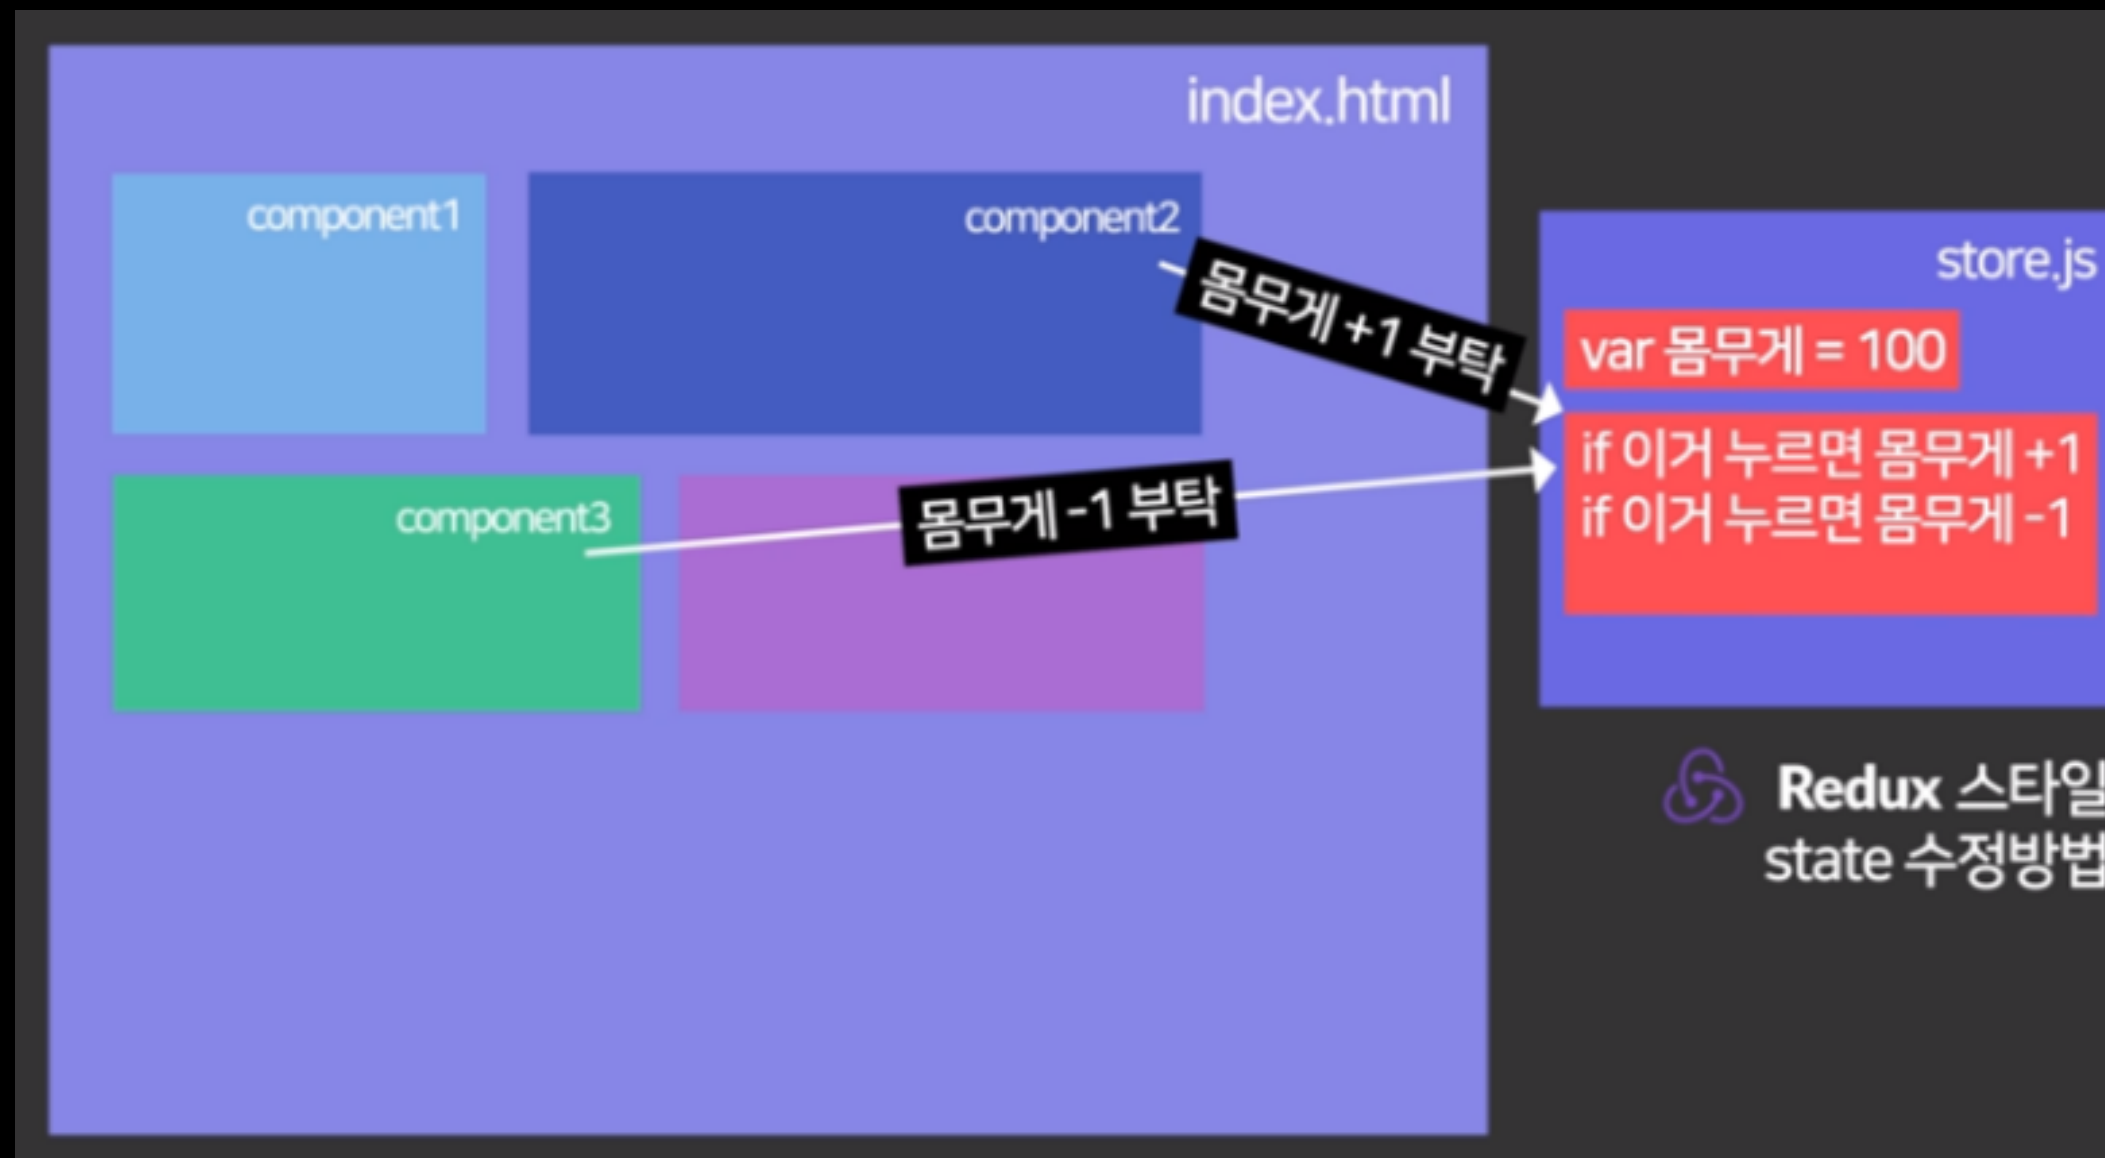 index.html
component1
component2
몸무게 +1 부탁
component3
몸무게 -1 부탁
store.js
var 몸무게 = 100
if 이거 누르면 몸무게 +1
if 이거 누르면 몸무게 -1
Redux 스타일
state 수정방법